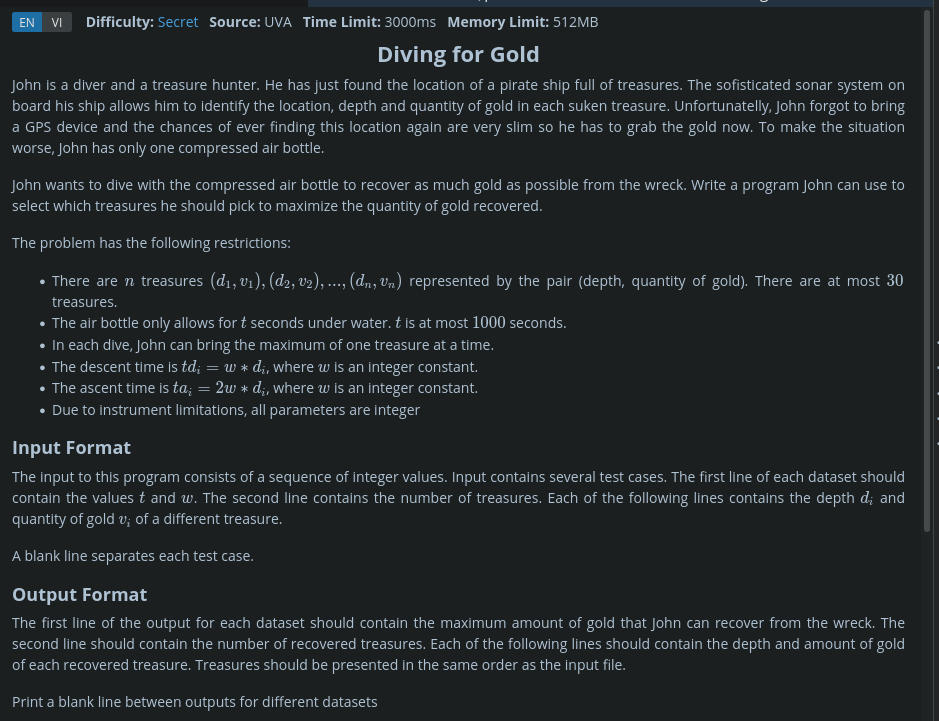 EN VI Difficulty: Secret Source: UVA Time Limit: 3000ms Memory Limit: 512MB
Diving for Gold
John is a diver and a treasure hunter. He has just found the location of a pirate ship full of treasures. The sofisticated sonar system on
board his ship allows him to identify the location, depth and quantity of gold in each suken treasure. Unfortunatelly, John forgot to bring
a GPS device and the chances of ever finding this location again are very slim so he has to grab the gold now. To make the situation
worse, John has only one compressed air bottle.
John wants to dive with the compressed air bottle to recover as much gold as possible from the wreck. Write a program John can use to
select which treasures he should pick to maximize the quantity of gold recovered.
The problem has the following restrictions:
• There are n treasures (d₁, v₁), (d₂, v₂), ..., (dₙ, vₙ) represented by the pair (depth, quantity of gold). There are at most 30
treasures.
• The air bottle only allows for t seconds under water. t is at most 1000 seconds.
• In each dive, John can bring the maximum of one treasure at a time.
• The descent time is tdᵢ = w ∗ dᵢ, where w is an integer constant.
• The ascent time is taᵢ = 2w ∗ dᵢ, where w is an integer constant.
• Due to instrument limitations, all parameters are integer
Input Format
The input to this program consists of a sequence of integer values. Input contains several test cases. The first line of each dataset should
contain the values t and w. The second line contains the number of treasures. Each of the following lines contains the depth dᵢ and
quantity of gold vᵢ of a different treasure.
A blank line separates each test case.
Output Format
The first line of the output for each dataset should contain the maximum amount of gold that John can recover from the wreck. The
second line should contain the number of recovered treasures. Each of the following lines should contain the depth and amount of gold
of each recovered treasure. Treasures should be presented in the same order as the input file.
Print a blank line between outputs for different datasets